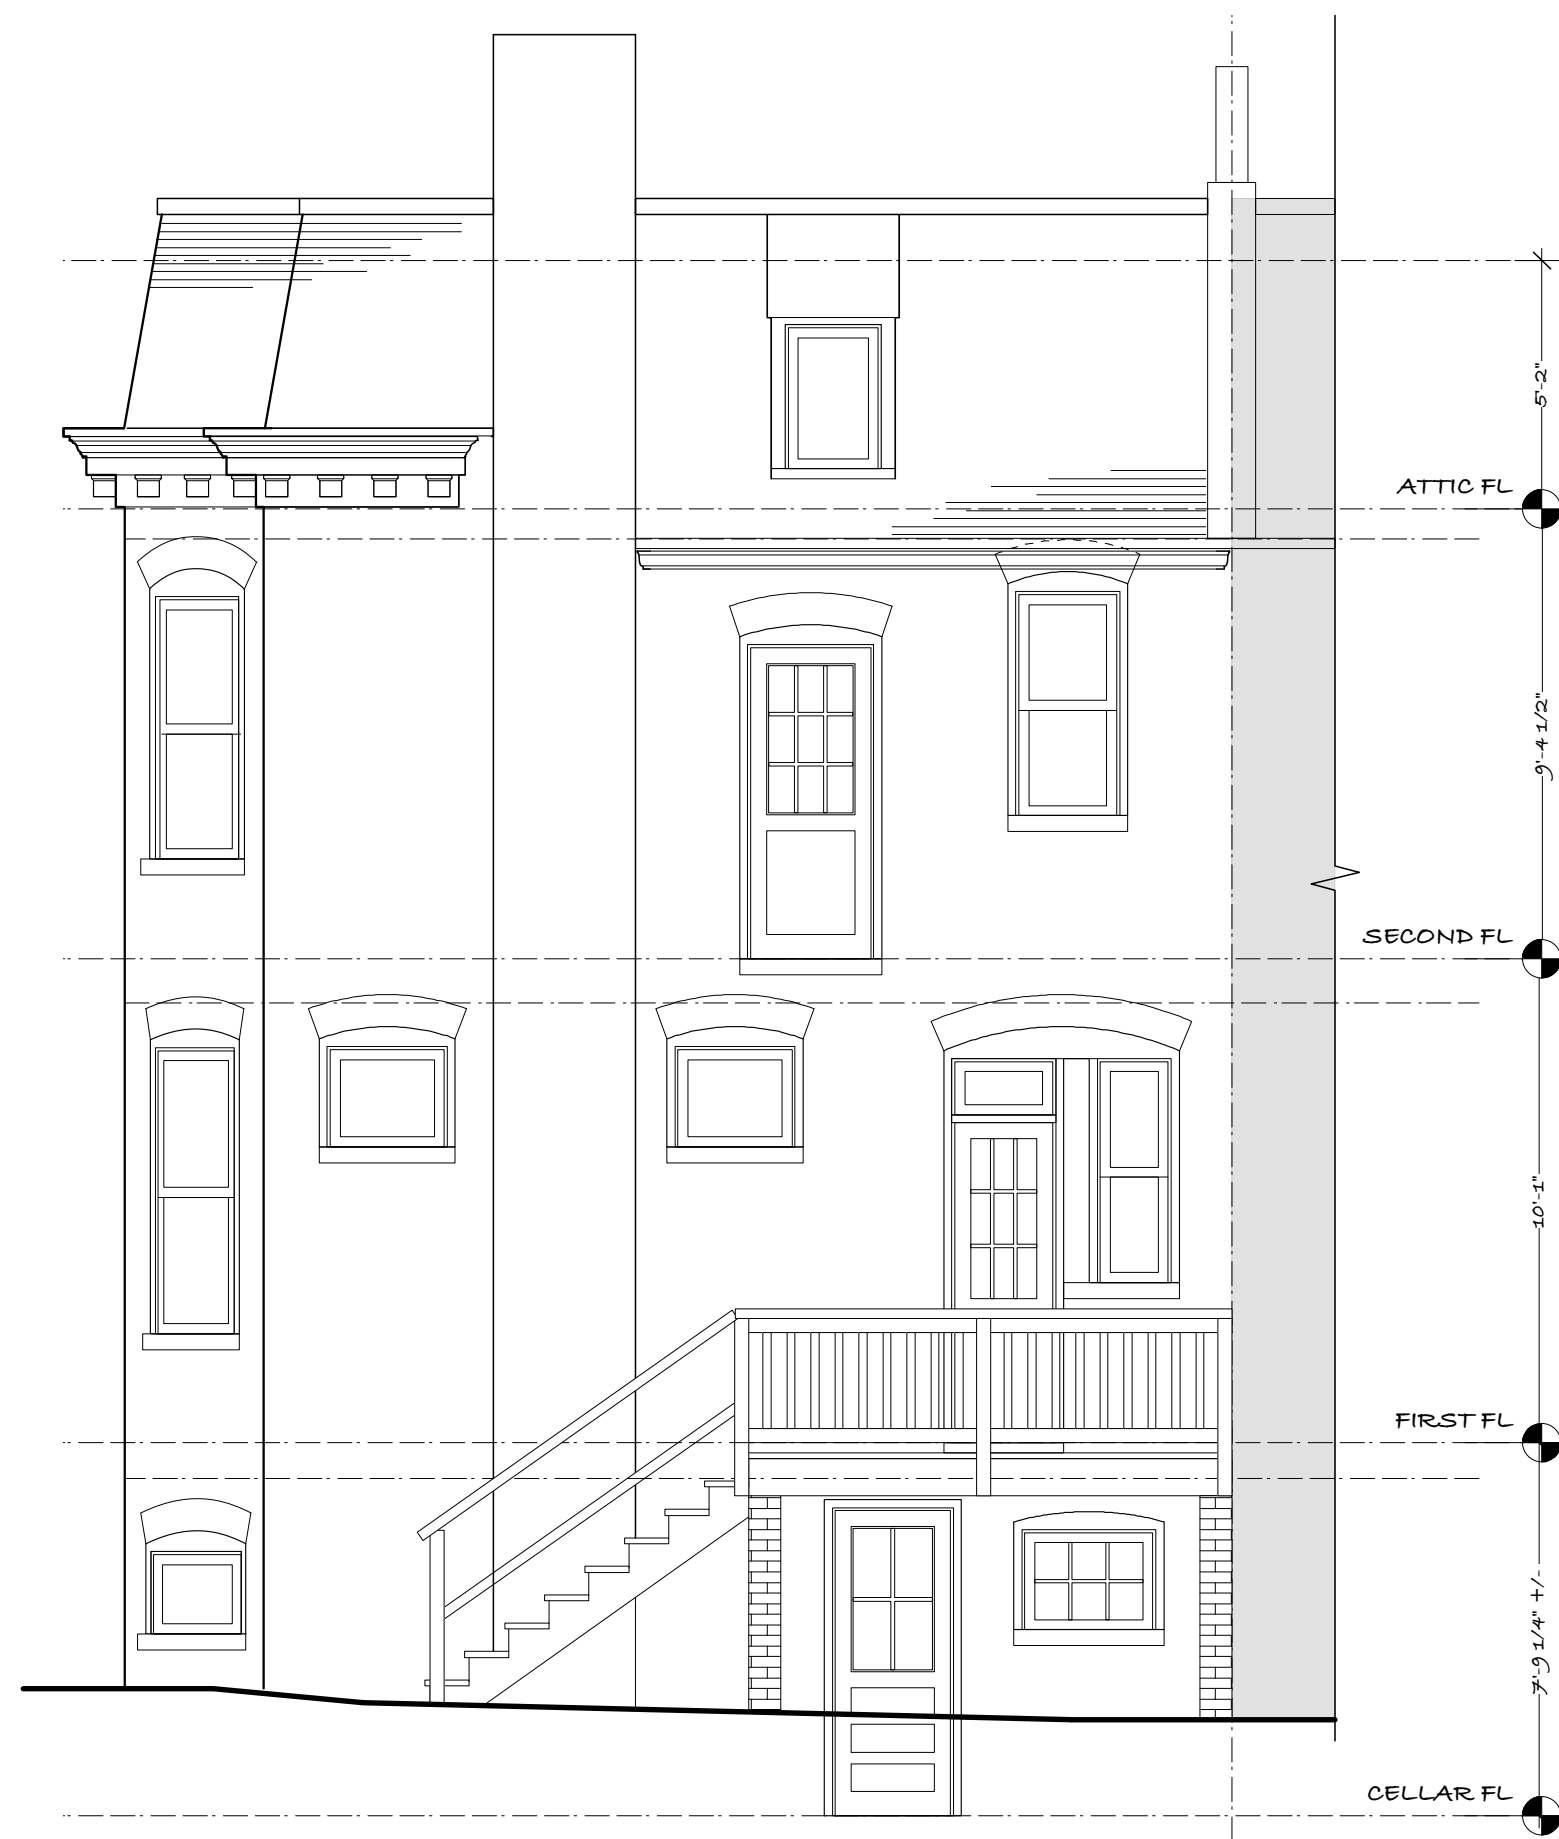 5'-2"
ATTIC FL
9'-4 1/2"
SECOND FL
10'-1"
FIRST FL
7'-9 1/4" +/-
CELLAR FL